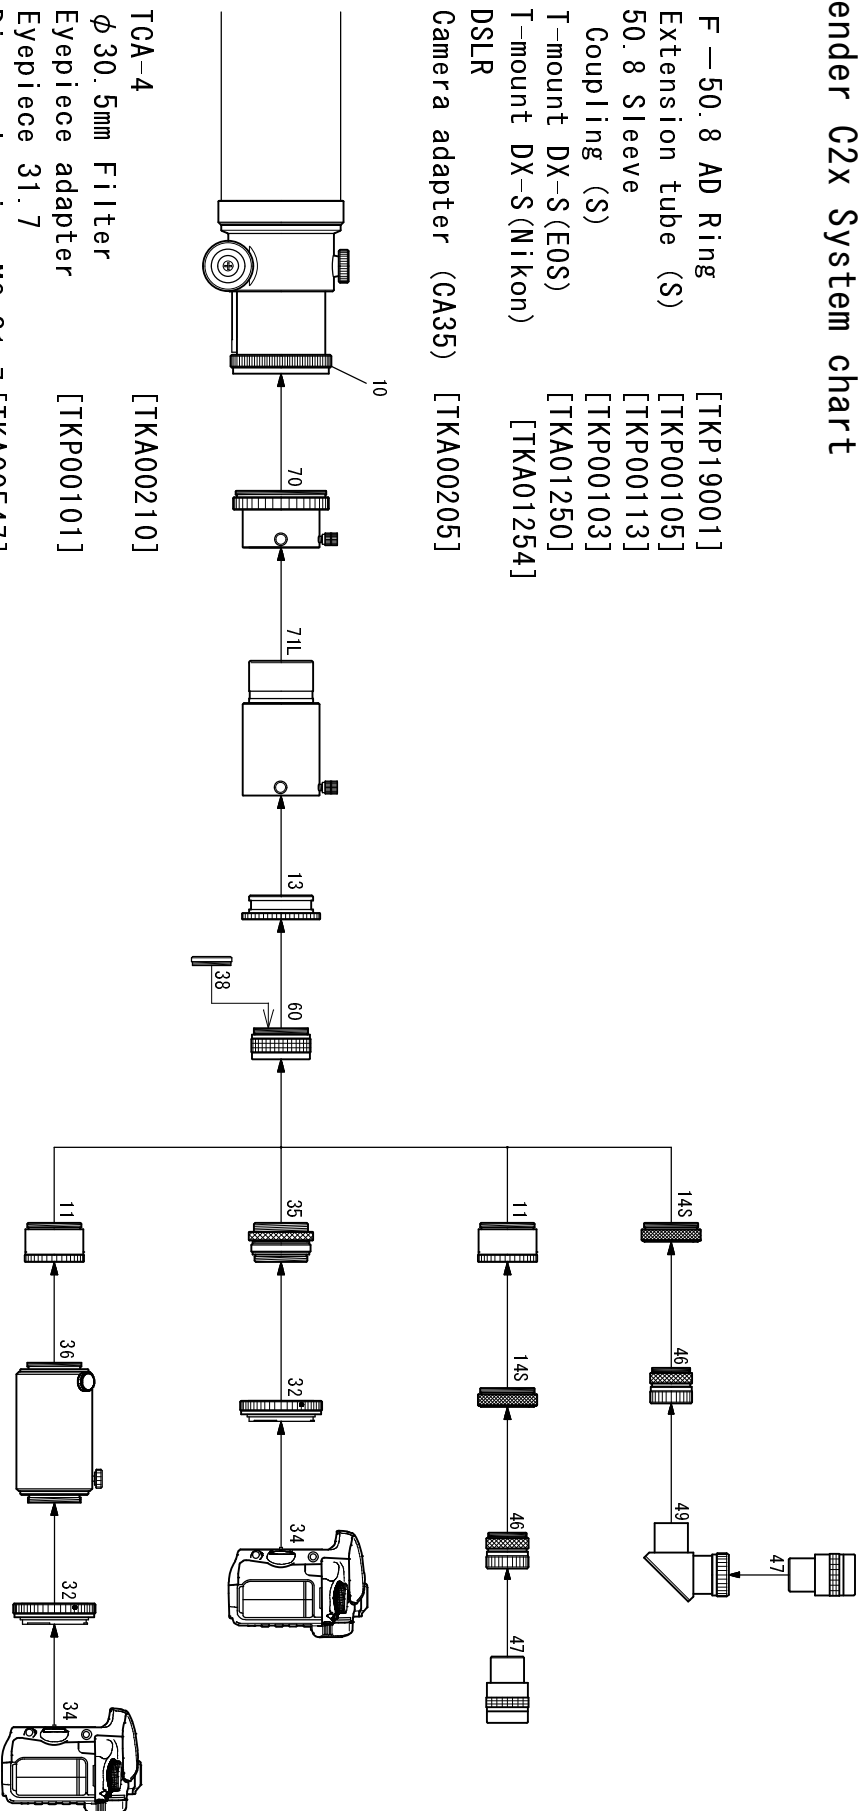 ender C2x System chart
F－50.8 AD Ring [TKP19001]
Extension tube (S) [TKP00105]
50.8 Sleeve [TKP00113]
Coupling (S) [TKP00103]
T-mount DX-S(EOS) [TKA01250]
T-mount DX-S(Nikon) [TKA01254]
DSLR
Camera adapter (CA35) [TKA00205]
TCA-4 [TKA00210]
φ30.5mm Filter
Eyepiece adapter [TKP00101]
Eyepiece 31.7
10
70
71L
13
38
60
14S
46
49
47
11
14S
46
47
35
32
34
11
36
32
34